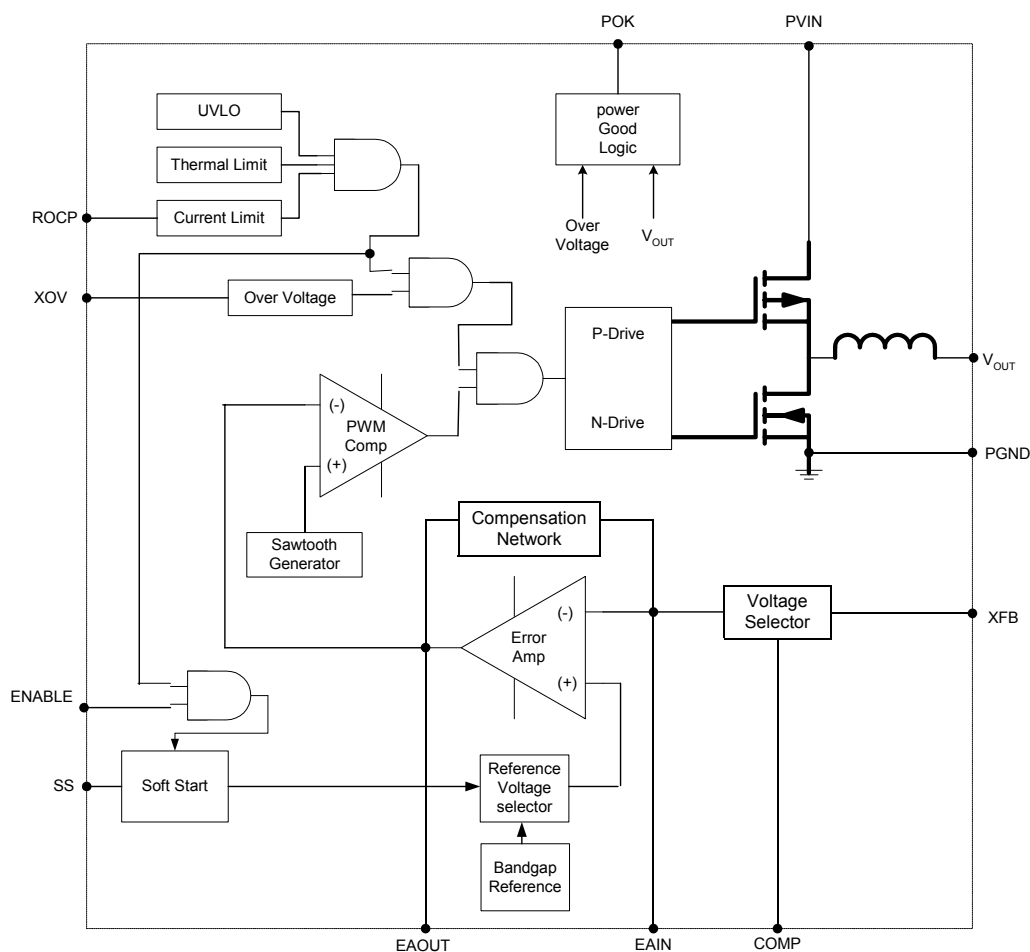 POK
PVIN
UVLO
power
Good
Logic
Thermal Limit
ROCP
Current Limit
Over
Voltage
VOUT
XOV
Over Voltage
P-Drive
VOUT
(-)
PWM
Comp
(+)
N-Drive
PGND
Sawtooth
Generator
Compensation
Network
(-)
Voltage
Selector
XFB
Error
Amp
(+)
ENABLE
SS
Soft Start
Reference
Voltage
selector
Bandgap
Reference
EAOUT
EAIN
COMP